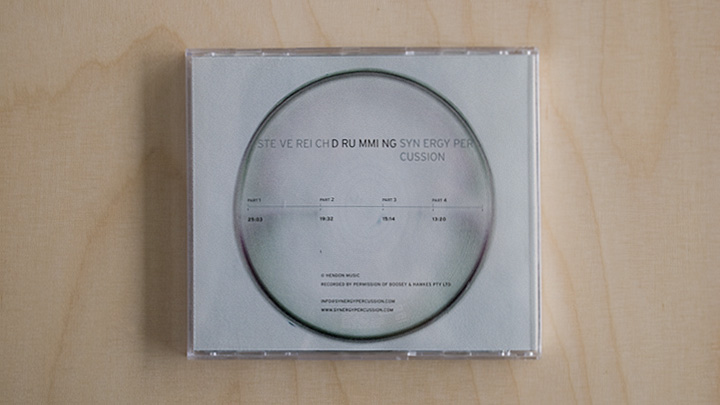 STE VE REI CH D RU MMI NG SYN ERGY PER
CUSSION
PART 1 PART 2 PART 3 PART 4
25:03 19:32 15:14 13:20
© HENDON MUSIC
RECORDED BY PERMISSION OF BOOSEY & HAWKES PTY LTD
INFO@SYNERGYPERCUSSION.COM
WWW.SYNERGYPERCUSSION.COM